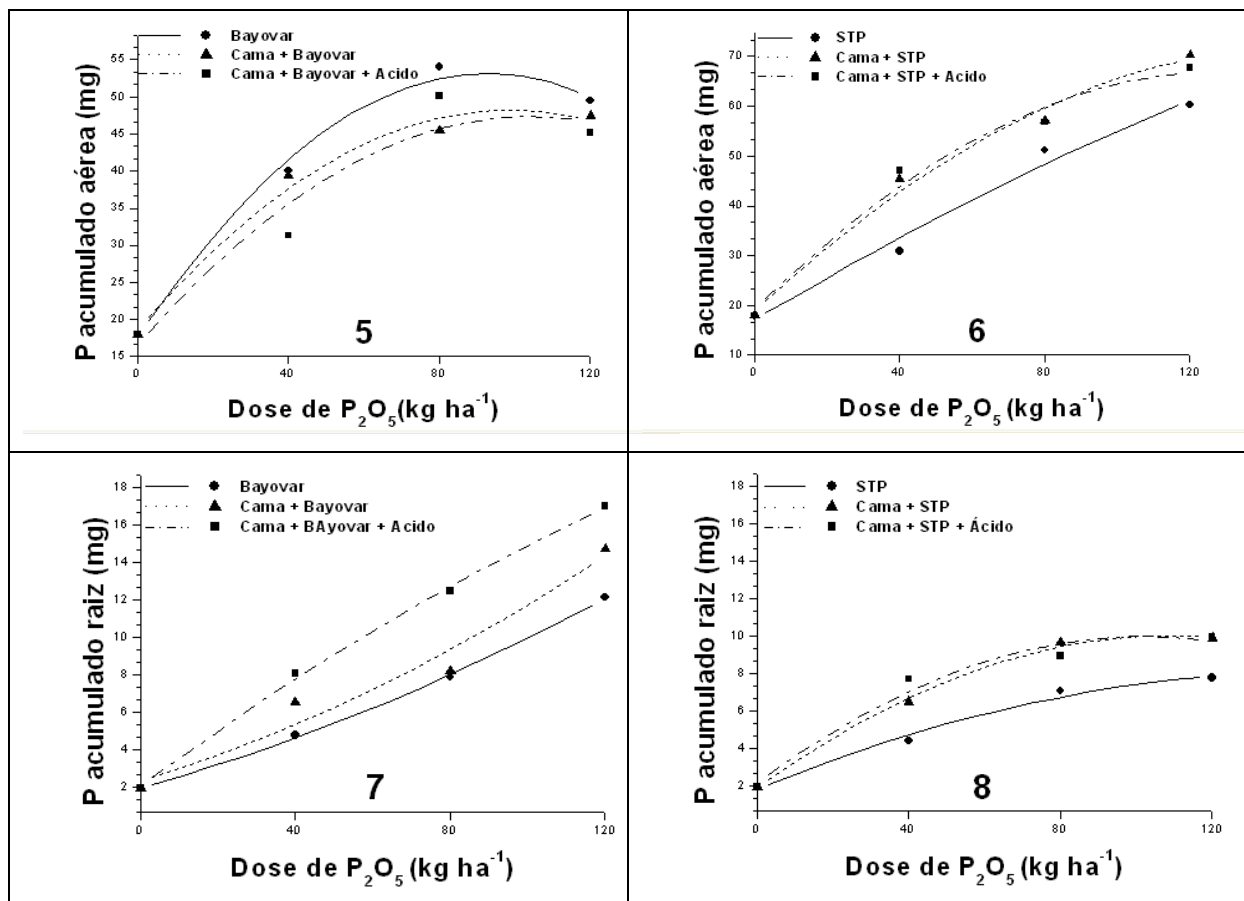 Bayovar
Cama + Bayovar
Cama + Bayovar + Acido
P acumulado aérea (mg)
55
50
45
40
35
30
25
20
15
0
40
80
120
5
Dose de P₂O₅(kg ha⁻¹)
STP
Cama + STP
Cama + STP + Acido
P acumulado aérea (mg)
70
60
50
40
30
20
10
0
40
80
120
6
Dose de P₂O₅(kg ha⁻¹)
Bayovar
Cama + Bayovar
Cama + BAyovar + Acido
P acumulado raiz (mg)
18
16
14
12
10
8
6
4
2
0
40
80
120
7
Dose de P₂O₅ (kg ha⁻¹)
STP
Cama + STP
Cama + STP + Ácido
P acumulado raiz (mg)
18
16
14
12
10
8
6
4
2
0
40
80
120
8
Dose de P₂O₅ (kg ha⁻¹)